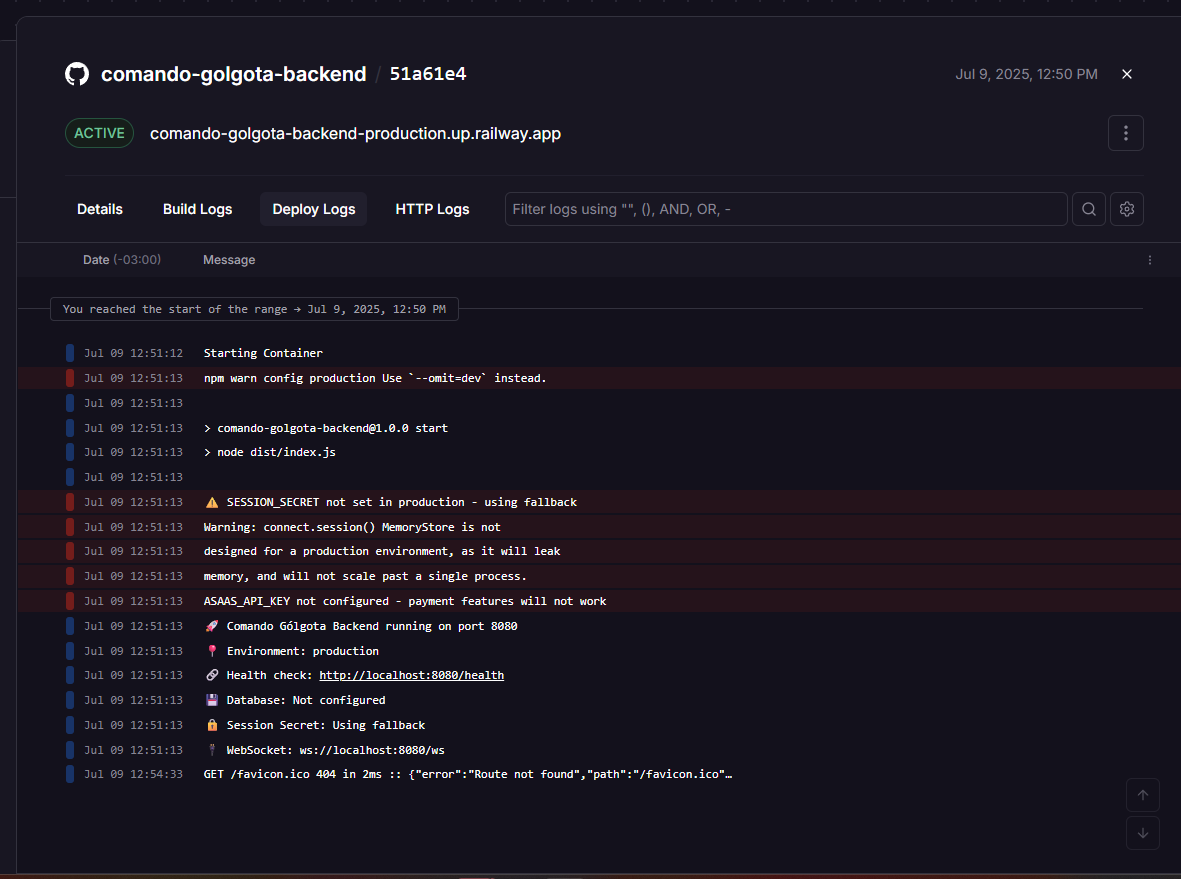 comando-golgota-backend / 51a61e4
Jul 9, 2025, 12:50 PM
ACTIVE comando-golgota-backend-production.up.railway.app
Details Build Logs Deploy Logs HTTP Logs Filter logs using "", (), AND, OR, -
Date (-03:00) Message
You reached the start of the range → Jul 9, 2025, 12:50 PM
Jul 09 12:51:12 Starting Container
Jul 09 12:51:13 npm warn config production Use `--omit=dev` instead.
Jul 09 12:51:13
Jul 09 12:51:13 > comando-golgota-backend@1.0.0 start
Jul 09 12:51:13 > node dist/index.js
Jul 09 12:51:13
Jul 09 12:51:13 ⚠️ SESSION_SECRET not set in production - using fallback
Jul 09 12:51:13 Warning: connect.session() MemoryStore is not
Jul 09 12:51:13 designed for a production environment, as it will leak
Jul 09 12:51:13 memory, and will not scale past a single process.
Jul 09 12:51:13 ASAAS_API_KEY not configured - payment features will not work
Jul 09 12:51:13 🚀 Comando Gólgota Backend running on port 8080
Jul 09 12:51:13 📍 Environment: production
Jul 09 12:51:13 🔗 Health check: http://localhost:8080/health
Jul 09 12:51:13 💾 Database: Not configured
Jul 09 12:51:13 🔒 Session Secret: Using fallback
Jul 09 12:51:13 🔌 WebSocket: ws://localhost:8080/ws
Jul 09 12:54:33 GET /favicon.ico 404 in 2ms :: {"error":"Route not found","path":"/favicon.ico"…